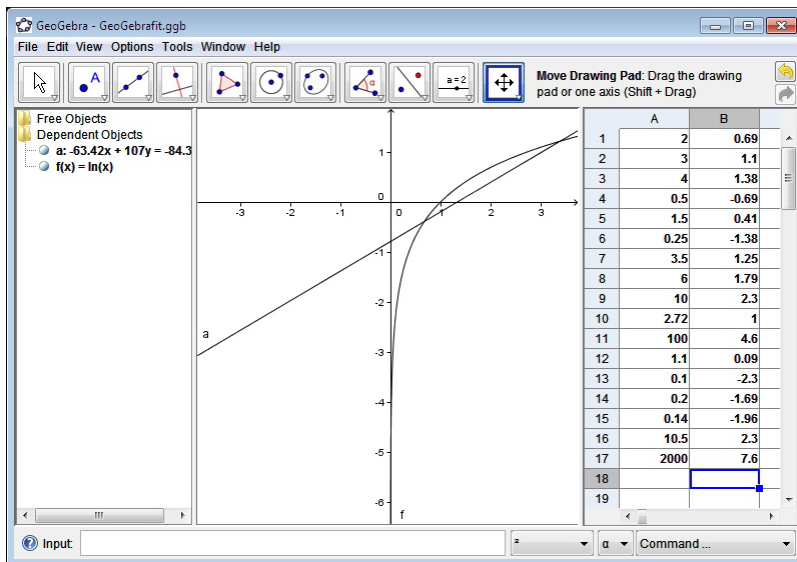 GeoGebra - GeoGebrafit.ggb
File Edit View Options Tools Window Help
A
α
a=2
Move Drawing Pad: Drag the drawing
pad or one axis (Shift + Drag)
Free Objects
Dependent Objects
a: -63.42x + 107y = -84.3
f(x) = ln(x)
1
0
-3 -2 -1 0 1 2 3
-1
-2
a
-3
-4
-5
-6
f
A B
1 2 0.69
2 3 1.1
3 4 1.38
4 0.5 -0.69
5 1.5 0.41
6 0.25 -1.38
7 3.5 1.25
8 6 1.79
9 10 2.3
10 2.72 1
11 100 4.6
12 1.1 0.09
13 0.1 -2.3
14 0.2 -1.69
15 0.14 -1.96
16 10.5 2.3
17 2000 7.6
18
19
Input: ² α Command ...